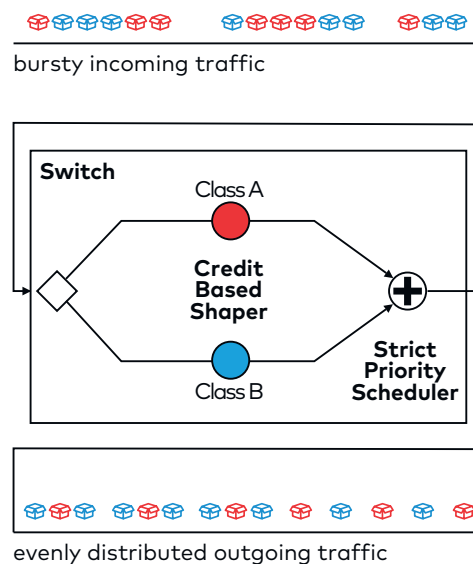 bursty incoming traffic
Switch
Class A
Credit
Based
Shaper
Strict
Priority
Scheduler
Class B
evenly distributed outgoing traffic